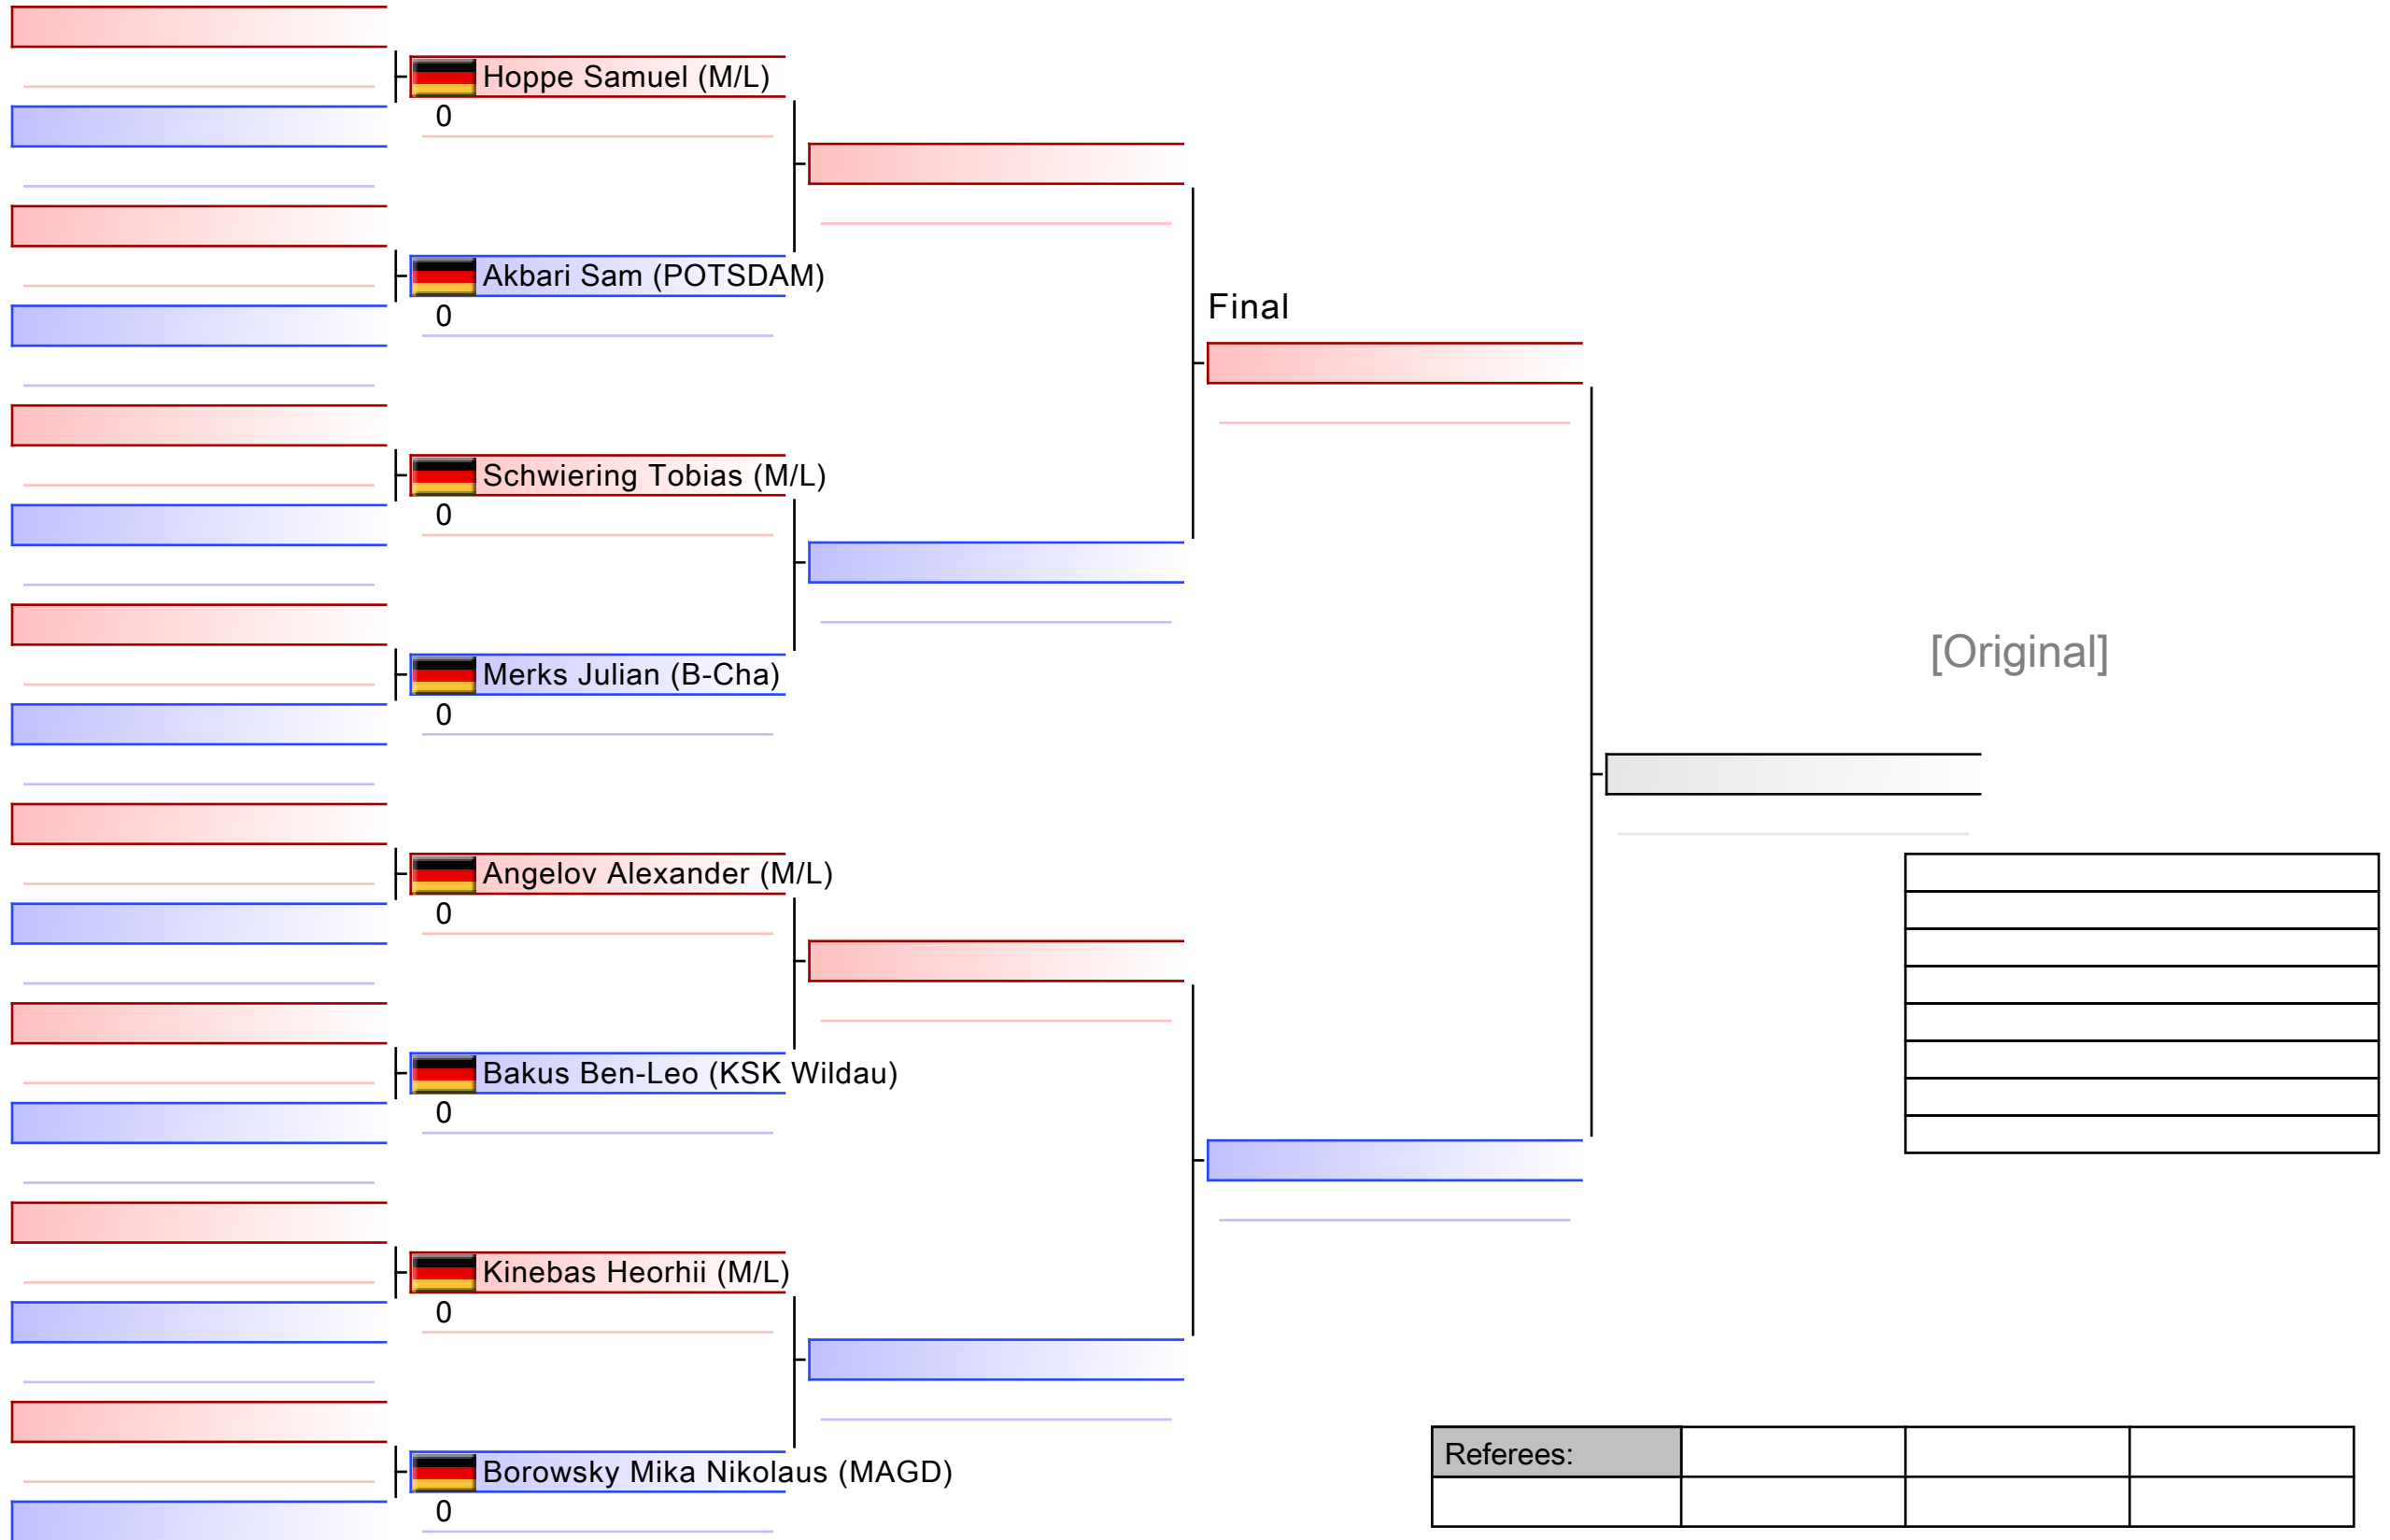 Hoppe Samuel (M/L)
0
Akbari Sam (POTSDAM)
0
Final
Schwiering Tobias (M/L)
0
Merks Julian (B-Cha)
0
[Original]
Angelov Alexander (M/L)
0
Bakus Ben-Leo (KSK Wildau)
0
Kinebas Heorhii (M/L)
0
Borowsky Mika Nikolaus (MAGD)
0
Referees: